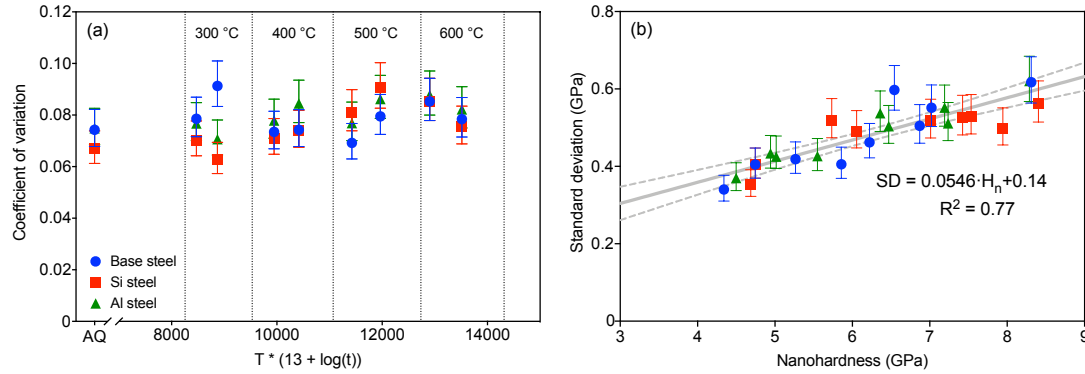 (a)
300 °C
400 °C
500 °C
600 °C
0.12
0.10
0.08
0.06
0.04
0.02
0
Coefficient of variation
Base steel
Si steel
Al steel
AQ
8000
10000
12000
14000
T * (13 + log(t))
(b)
0.8
0.6
0.4
0.2
0
Standard deviation (GPa)
SD = 0.0546·Hₙ+0.14
R² = 0.77
3
4
5
6
7
8
9
Nanohardness (GPa)